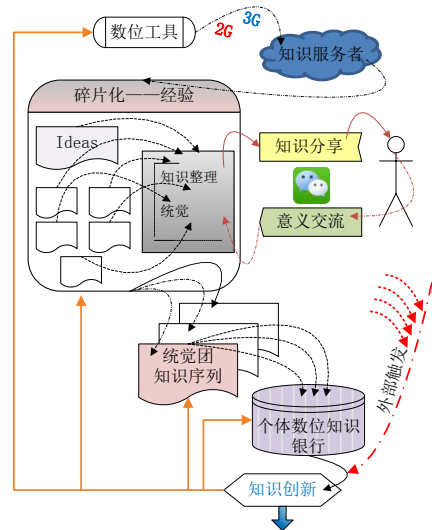 数位工具
2G
3G
知识服务者
碎片化——经验
Ideas
知识整理
统觉
知识分享
意义交流
统觉团
知识序列
外部触发
个体数位知识
银行
知识创新